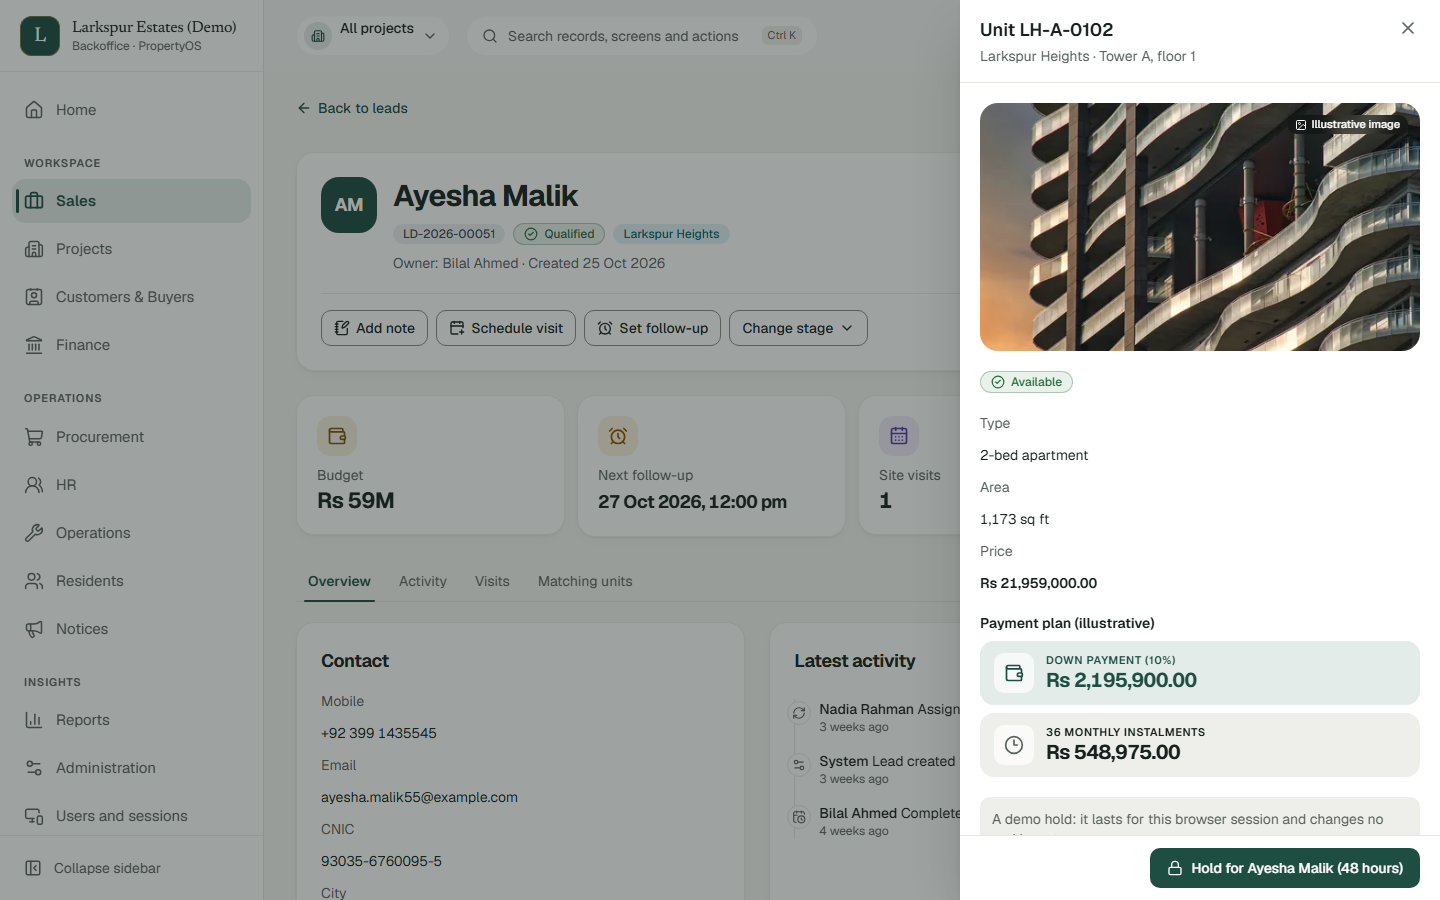 L
Larkspur Estates (Demo)
Backoffice · PropertyOS
Home
WORKSPACE
Sales
Projects
Customers & Buyers
Finance
OPERATIONS
Procurement
HR
Operations
Residents
Notices
INSIGHTS
Reports
Administration
Users and sessions
Collapse sidebar
All projects
Search records, screens and actions
Ctrl K
Back to leads
AM
Ayesha Malik
LD-2026-00051
Qualified
Larkspur Heights
Owner: Bilal Ahmed · Created 25 Oct 2026
Add note
Schedule visit
Set follow-up
Change stage
Budget
Rs 59M
Next follow-up
27 Oct 2026, 12:00 pm
Site visits
1
Overview
Activity
Visits
Matching units
Contact
Mobile
+92 399 1435545
Email
ayesha.malik55@example.com
CNIC
93035-6760095-5
City
Latest activity
Nadia Rahman Assign
3 weeks ago
System Lead created
3 weeks ago
Bilal Ahmed Complete
4 weeks ago
Unit LH-A-0102
Larkspur Heights · Tower A, floor 1
Illustrative image
Available
Type
2-bed apartment
Area
1,173 sq ft
Price
Rs 21,959,000.00
Payment plan (illustrative)
DOWN PAYMENT (10%)
Rs 2,195,900.00
36 MONTHLY INSTALMENTS
Rs 548,975.00
A demo hold: it lasts for this browser session and changes no
Hold for Ayesha Malik (48 hours)